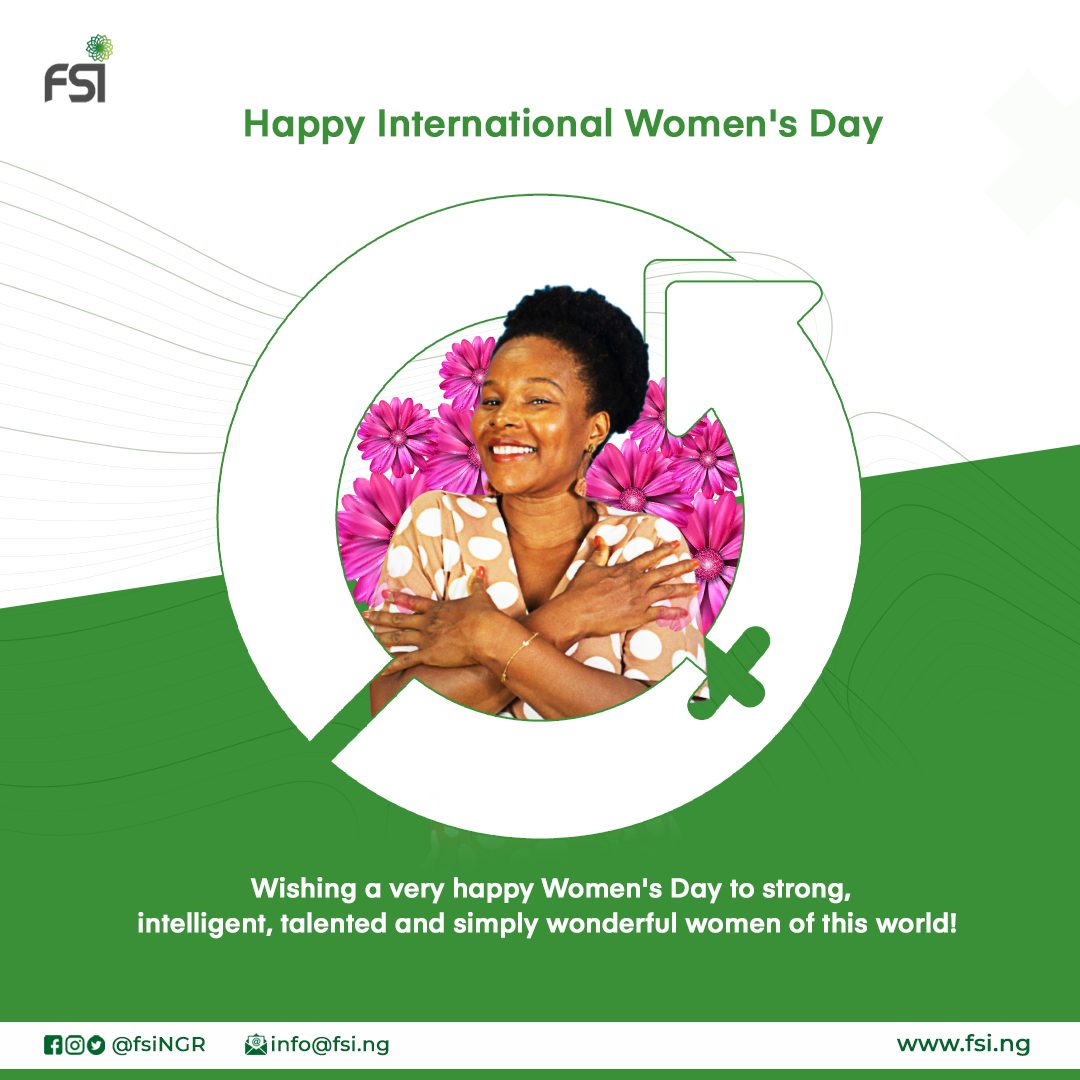 FSI
Happy International Women's Day
Wishing a very happy Women's Day to strong,
intelligent, talented and simply wonderful women of this world!
@fsiNGR info@fsi.ng www.fsi.ng